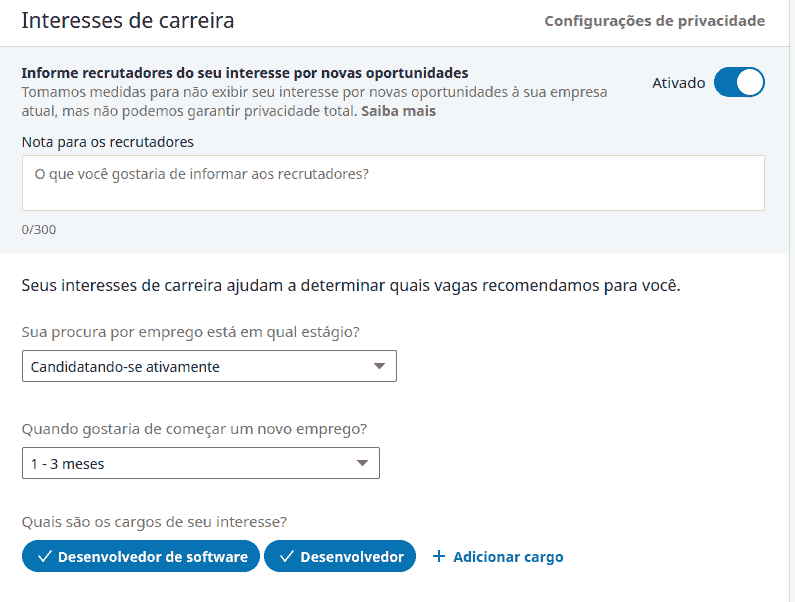 Interesses de carreira
Configurações de privacidade
Informe recrutadores do seu interesse por novas oportunidades
Tomamos medidas para não exibir seu interesse por novas oportunidades à sua empresa
atual, mas não podemos garantir privacidade total. Saiba mais
Ativado
Nota para os recrutadores
O que você gostaria de informar aos recrutadores?
0/300
Seus interesses de carreira ajudam a determinar quais vagas recomendamos para você.
Sua procura por emprego está em qual estágio?
Candidatando-se ativamente
Quando gostaria de começar um novo emprego?
1 - 3 meses
Quais são os cargos de seu interesse?
Desenvolvedor de software Desenvolvedor + Adicionar cargo